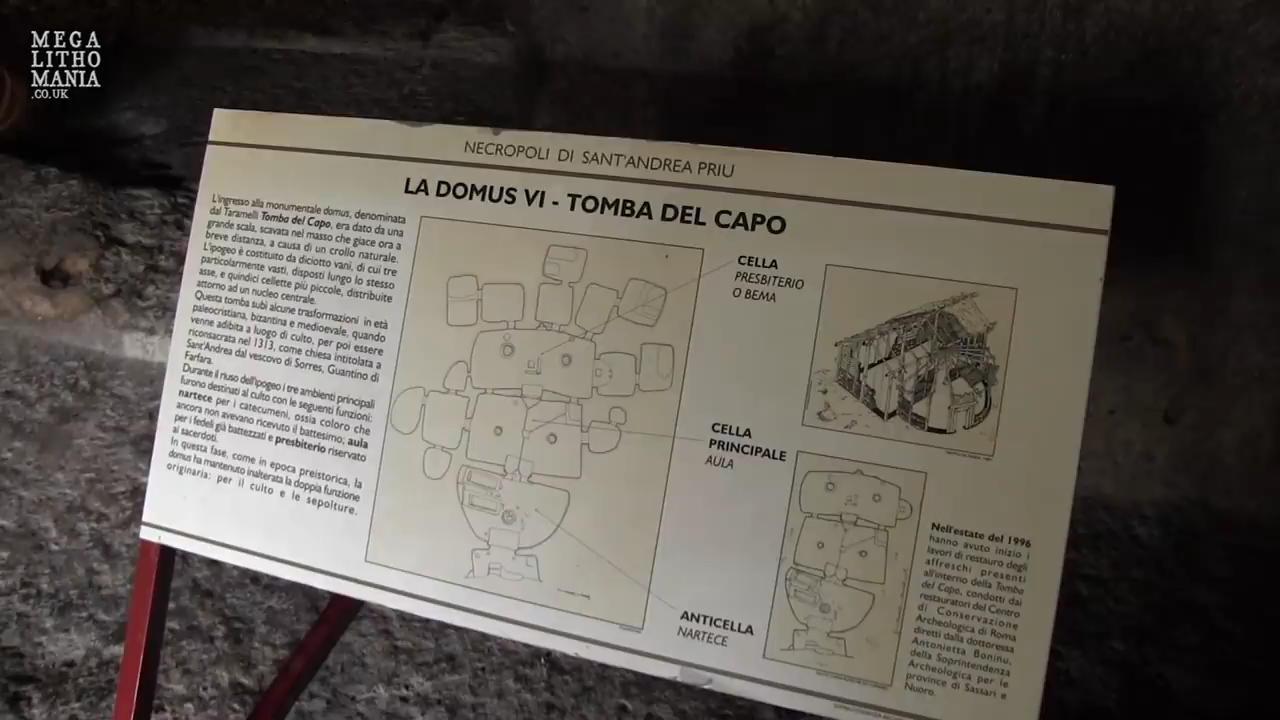 MEGA
LITHO
MANIA
.CO.UK
NECROPOLI DI SANT'ANDREA PRIU
LA DOMUS VI - TOMBA DEL CAPO
L'ingresso alla monumentale domus, denominata
dal Taramelli Tomba del Capo, era dato da una
grande scala, scavata nel masso che giace ora a
breve distanza, a causa di un crollo naturale.
L'ipogeo è costituito da diciotto vani, di cui tre
particolarmente vasti, disposti lungo lo stesso
asse, e quindici cellette più piccole, distribuite
attorno ad un nucleo centrale.
Questa tomba subì alcune trasformazioni in età
paleocristiana, bizantina e medioevale, quando
venne adibita a luogo di culto, per poi essere
riconsacrata nel 1313, come chiesa intitolata a
Sant'Andrea dal vescovo di Sorres, Guantino di
Farfara.
Durante il riuso dell'ipogeo i tre ambienti principali
furono destinati al culto con le seguenti funzioni:
nartece per i catecumeni, ossia coloro che
ancora non avevano ricevuto il battesimo; aula
per i fedeli già battezzati e presbiterio riservato
ai sacerdoti.
In questa fase, come in epoca preistorica, la
domus ha mantenuto inalterata la doppia funzione
originaria: per il culto e le sepolture.
CELLA
PRESBITERIO
O BEMA
CELLA
PRINCIPALE
AULA
ANTICELLA
NARTECE
Nell'estate del 1996
hanno avuto inizio i
lavori di restauro degli
affreschi presenti
all'interno della Tomba
del Capo, condotti dai
restauratori del Centro
di Conservazione
Archeologica di Roma
diretti dalla dottoressa
Antonietta Boninu,
della Soprintendenza
Archeologica per le
province di Sassari e
Nuoro.